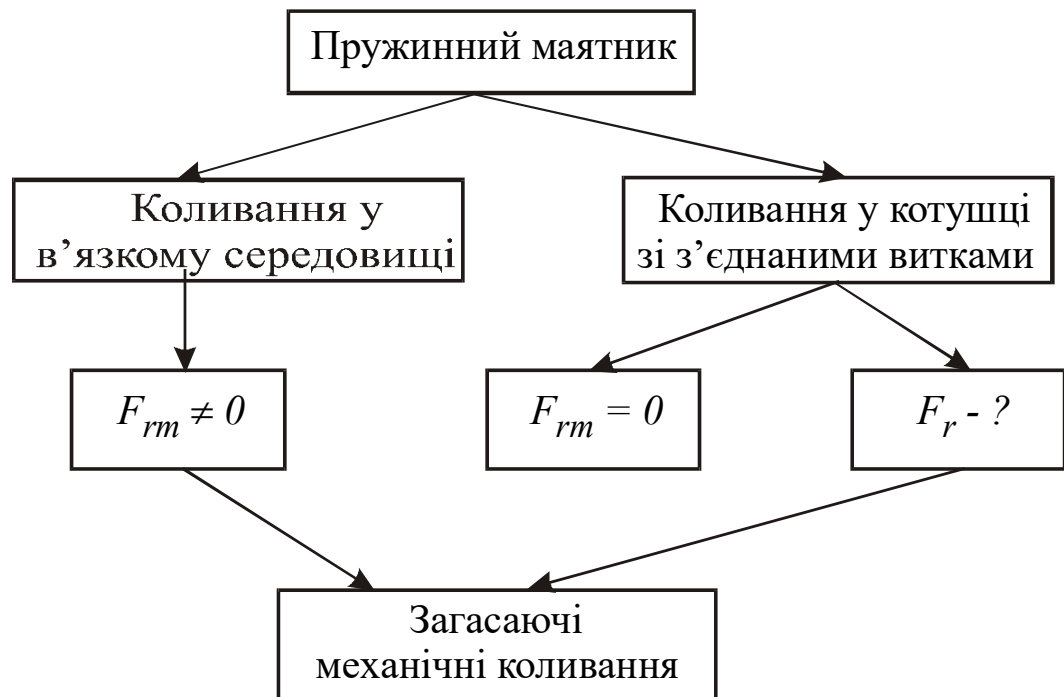 Пружинний маятник
Коливання у
в’язкому середовищі
Коливання у котушці
зі з’єднаними витками
F_rm ≠ 0
F_rm = 0
F_r - ?
Загасаючі
механічні коливання